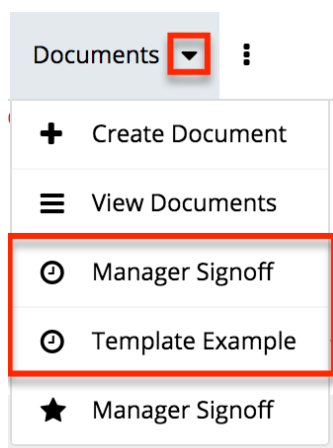 Documents
Create Document
View Documents
Manager Signoff
Template Example
Manager Signoff